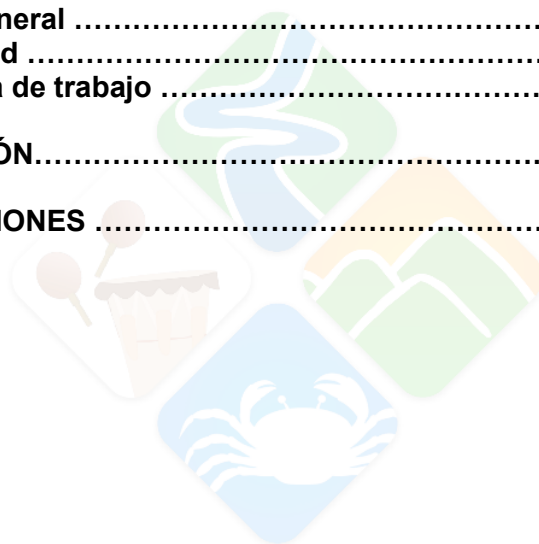 neral ……………………………………………
d ……………………………………………………
a de trabajo …………………………………
ÓN……………………………………………………
IONES ………………………………………………